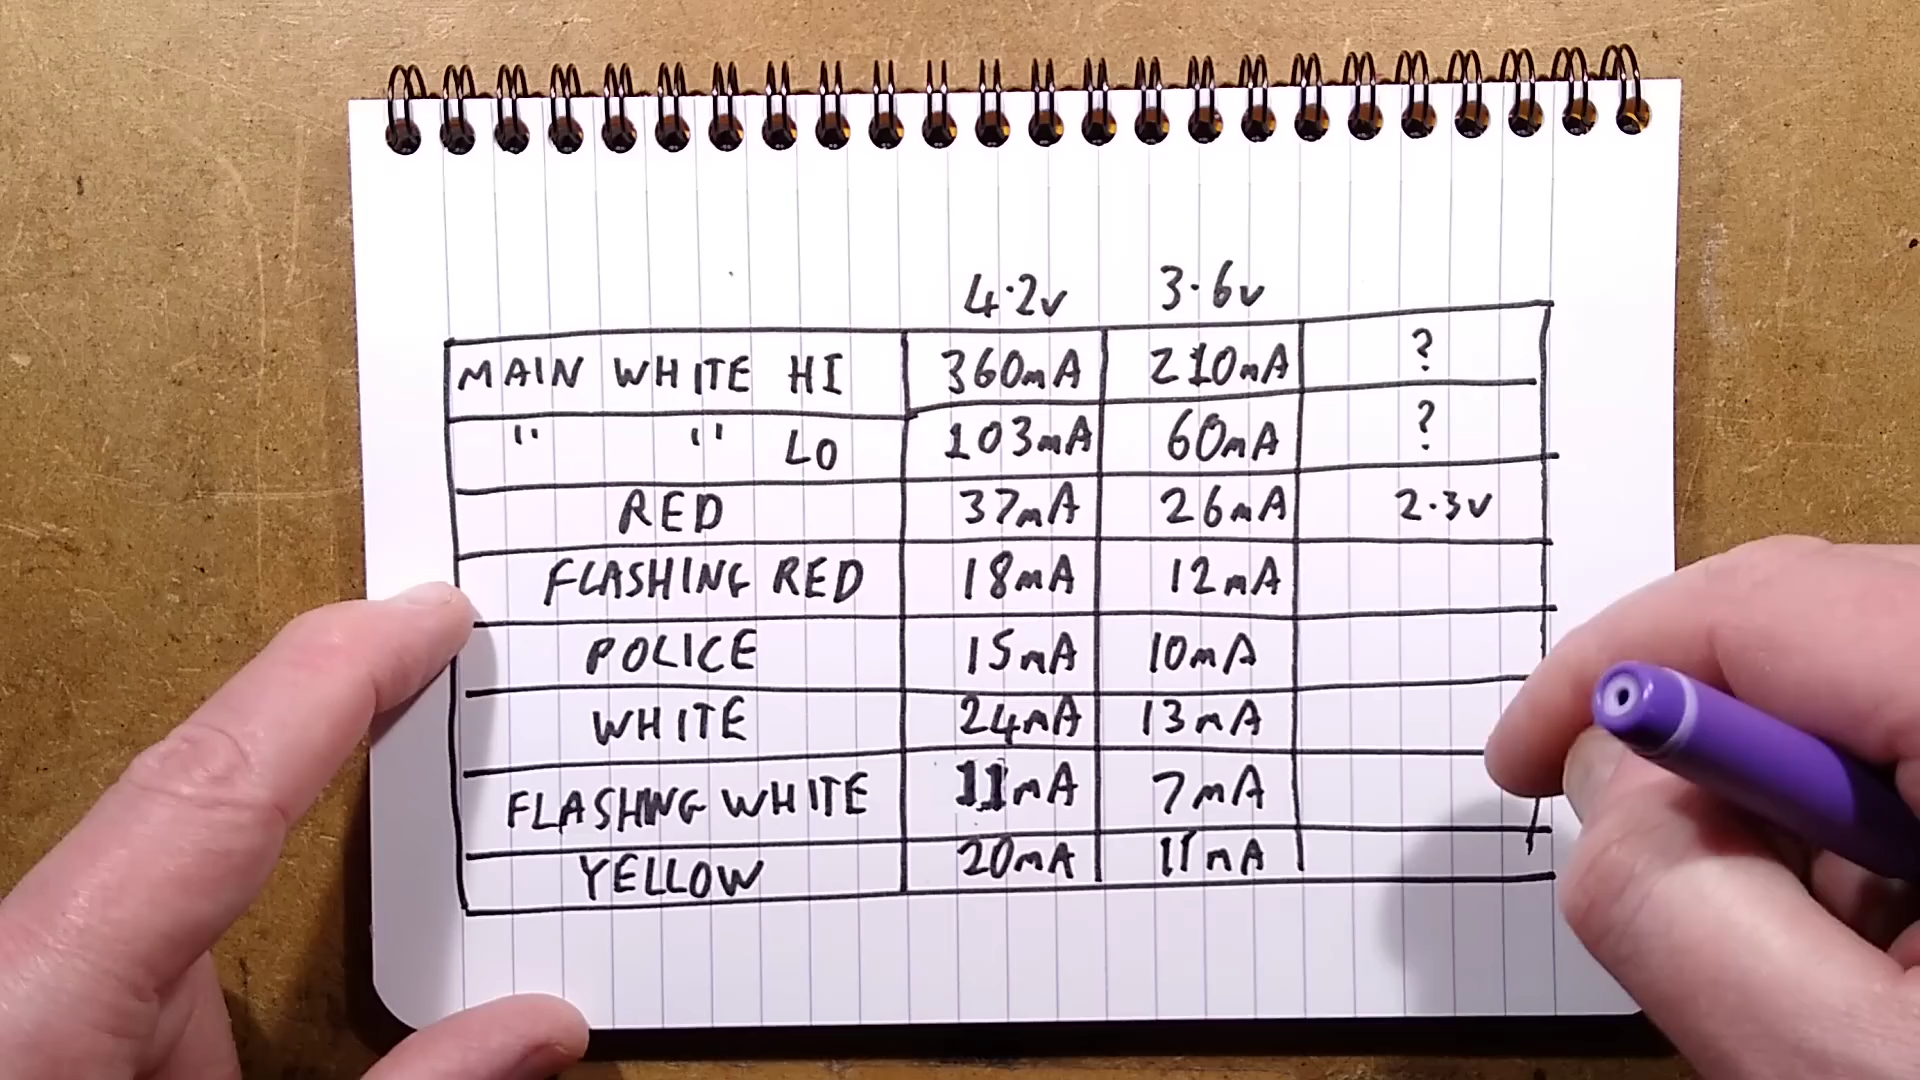 4.2v 3.6v
MAIN WHITE HI 360mA 210mA ?
" " LO 103mA 60mA ?
RED 37mA 26mA 2.3v
FLASHING RED 18mA 12mA
POLICE 15mA 10mA
WHITE 24mA 13mA
FLASHING WHITE 11mA 7mA
YELLOW 20mA 11mA